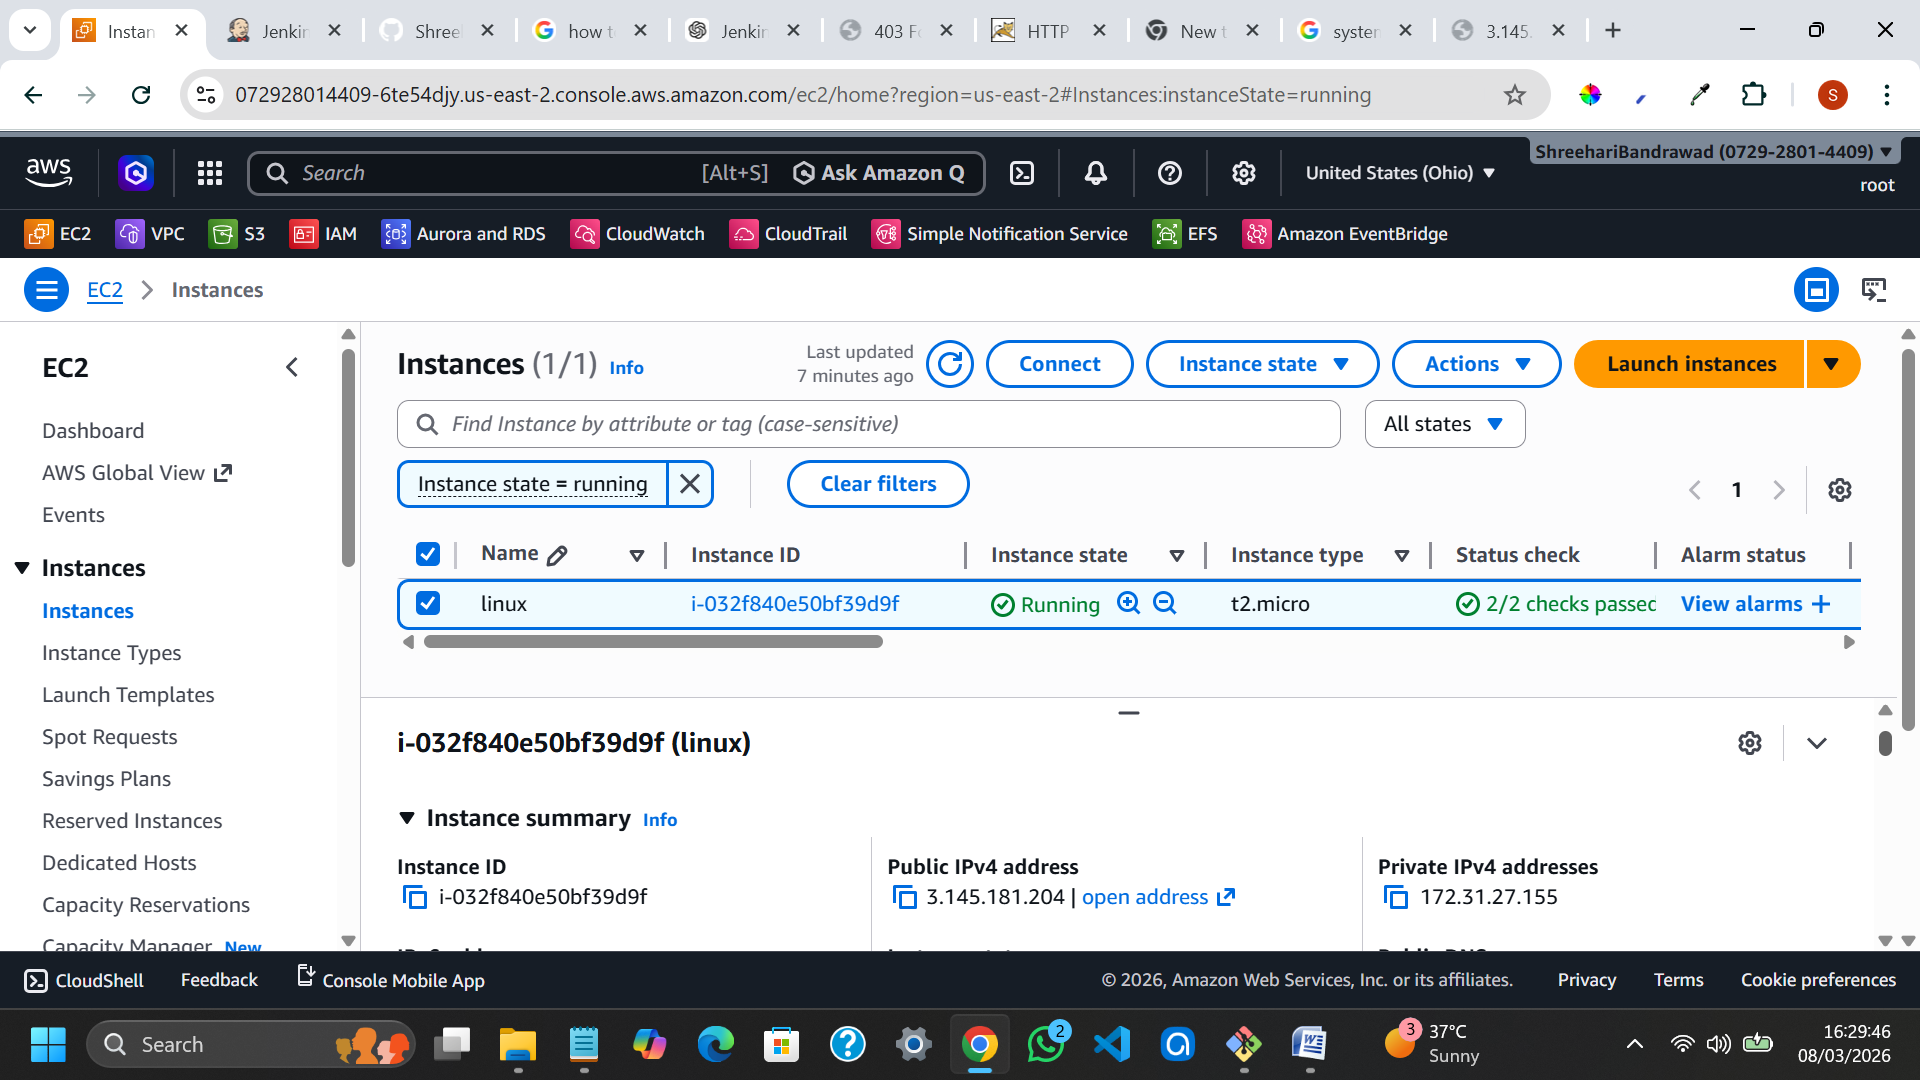 Instan
Jenkin
Shree
how t
Jenkin
403 Fo
HTTP
New t
syster
3.145.
072928014409-6te54djy.us-east-2.console.aws.amazon.com/ec2/home?region=us-east-2#Instances:instanceState=running
S
aws
Search
[Alt+S]
Ask Amazon Q
United States (Ohio)
ShreehariBandrawad (0729-2801-4409)
root
EC2
VPC
S3
IAM
Aurora and RDS
CloudWatch
CloudTrail
Simple Notification Service
EFS
Amazon EventBridge
EC2
Instances
EC2
Dashboard
AWS Global View
Events
Instances
Instances
Instance Types
Launch Templates
Spot Requests
Savings Plans
Reserved Instances
Dedicated Hosts
Capacity Reservations
Capacity Manager New
Instances (1/1) Info
Last updated
7 minutes ago
Connect
Instance state
Actions
Launch instances
Find Instance by attribute or tag (case-sensitive)
All states
Instance state = running
Clear filters
1
Name
Instance ID
Instance state
Instance type
Status check
Alarm status
linux
i-032f840e50bf39d9f
Running
t2.micro
2/2 checks passed
View alarms
i-032f840e50bf39d9f (linux)
Instance summary Info
Instance ID
i-032f840e50bf39d9f
Public IPv4 address
3.145.181.204 | open address
Private IPv4 addresses
172.31.27.155
CloudShell
Feedback
Console Mobile App
© 2026, Amazon Web Services, Inc. or its affiliates.
Privacy
Terms
Cookie preferences
Search
2
3
37°C
Sunny
16:29:46
08/03/2026